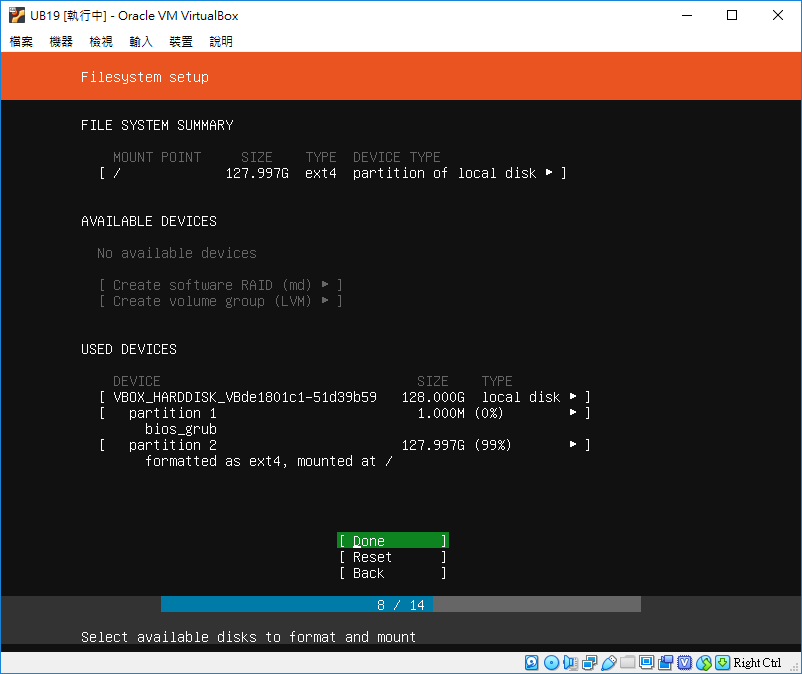 UB19 [執行中] - Oracle VM VirtualBox
檔案 機器 檢視 輸入 裝置 說明
Filesystem setup
FILE SYSTEM SUMMARY
MOUNT POINT SIZE TYPE DEVICE TYPE
[ / 127.997G ext4 partition of local disk ▸ ]
AVAILABLE DEVICES
No available devices
[ Create software RAID (md) ▸ ]
[ Create volume group (LVM) ▸ ]
USED DEVICES
DEVICE SIZE TYPE
[ VBOX_HARDDISK_VBde1801c1-51d39b59 128.000G local disk ▸ ]
[ partition 1 1.000M (0%) ▸ ]
bios_grub
[ partition 2 127.997G (99%) ▸ ]
formatted as ext4, mounted at /
[ Done ]
[ Reset ]
[ Back ]
8 / 14
Select available disks to format and mount
Right Ctrl